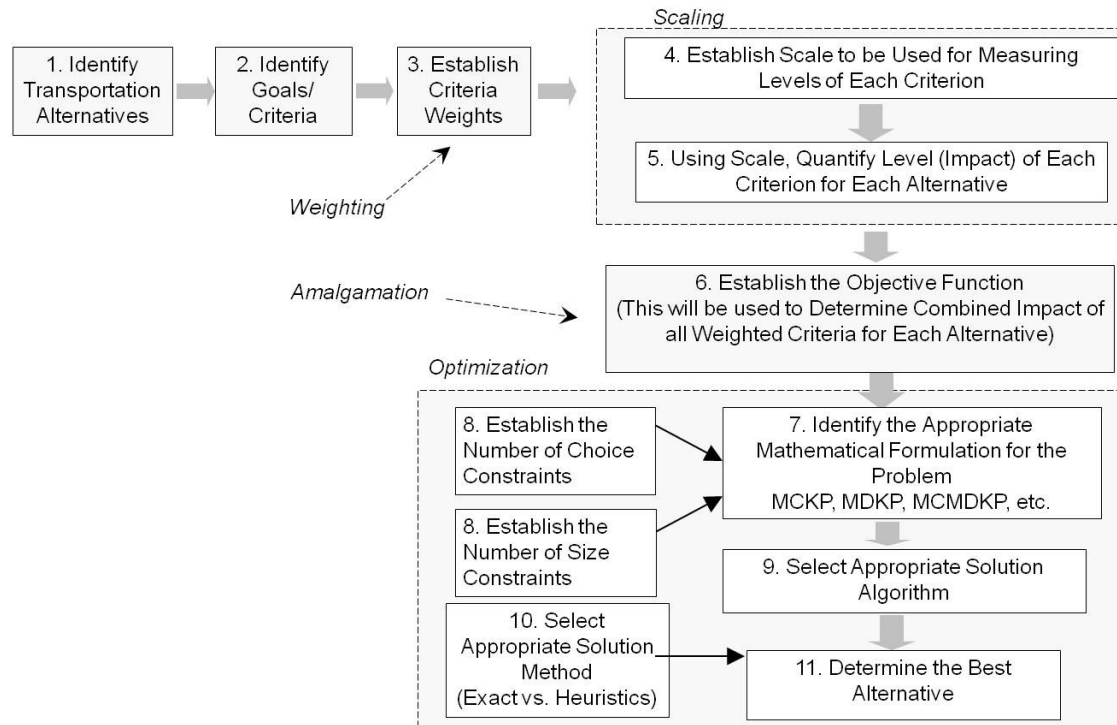 Scaling
1. Identify
Transportation
Alternatives
2. Identify
Goals/
Criteria
3. Establish
Criteria
Weights
4. Establish Scale to be Used for Measuring
Levels of Each Criterion
5. Using Scale, Quantify Level (Impact) of Each
Criterion for Each Alternative
Weighting
Amalgamation
6. Establish the Objective Function
(This will be used to Determine Combined Impact of
all Weighted Criteria for Each Alternative)
Optimization
8. Establish the
Number of Choice
Constraints
7. Identify the Appropriate
Mathematical Formulation for the
Problem
MCKP, MDKP, MCMDKP, etc.
8. Establish the
Number of Size
Constraints
9. Select Appropriate Solution
Algorithm
10. Select
Appropriate Solution
Method
(Exact vs. Heuristics)
11. Determine the Best
Alternative